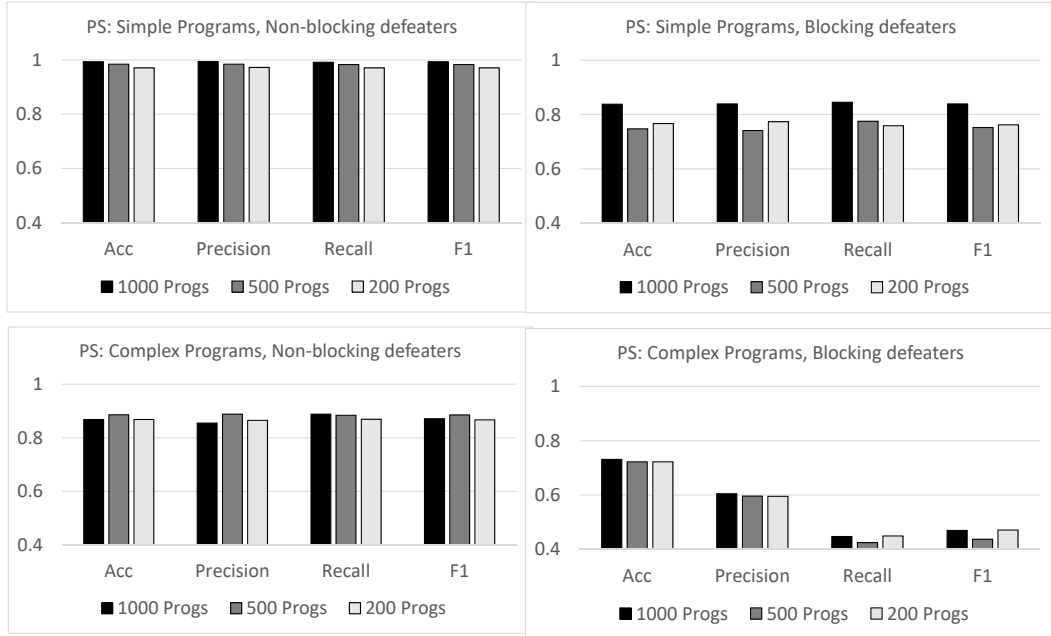 PS: Simple Programs, Non-blocking defeaters
1
0.8
0.6
0.4
Acc Precision Recall F1
1000 Progs 500 Progs 200 Progs
PS: Simple Programs, Blocking defeaters
1
0.8
0.6
0.4
Acc Precision Recall F1
1000 Progs 500 Progs 200 Progs
PS: Complex Programs, Non-blocking defeaters
1
0.8
0.6
0.4
Acc Precision Recall F1
1000 Progs 500 Progs 200 Progs
PS: Complex Programs, Blocking defeaters
1
0.8
0.6
0.4
Acc Precision Recall F1
1000 Progs 500 Progs 200 Progs